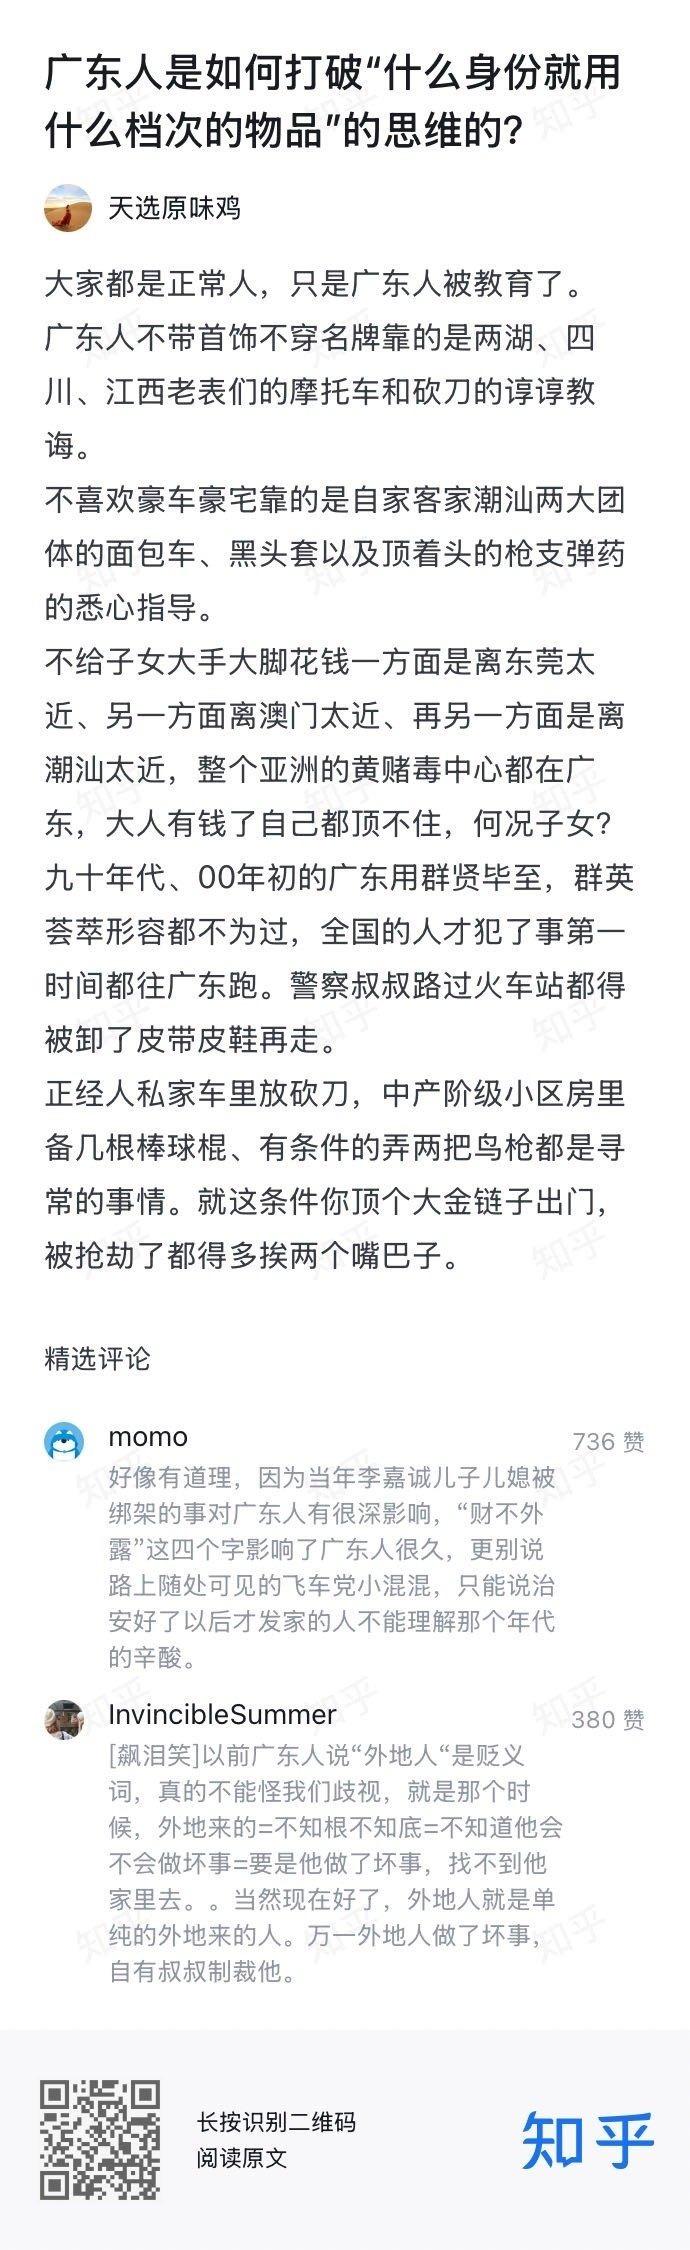 广东人是如何打破“什么身份就用
什么档次的物品”的思维的?
天选原味鸡
大家都是正常人，只是广东人被教育了。
广东人不带首饰不穿名牌靠的是两湖、四
川、江西老表们的摩托车和砍刀的谆谆教
诲。
不喜欢豪车豪宅靠的是自家客家潮汕两大团
体的面包车、黑头套以及顶着头的枪支弹药
的悉心指导。
不给子女大手大脚花钱一方面是离东莞太
近、另一方面离澳门太近、再另一方面是离
潮汕太近，整个亚洲的黄赌毒中心都在广
东，大人有钱了自己都顶不住，何况子女?
九十年代、00年初的广东用群贤毕至，群英
荟萃形容都不为过，全国的人才犯了事第一
时间都往广东跑。警察叔叔路过火车站都得
被卸了皮带皮鞋再走。
正经人私家车里放砍刀，中产阶级小区房里
备几根棒球棍、有条件的弄两把鸟枪都是寻
常的事情。就这条件你顶个大金链子出门，
被抢劫了都得多挨两个嘴巴子。
精选评论
momo
736 赞
好像有道理，因为当年李嘉诚儿子儿媳被
绑架的事对广东人有很深影响，“财不外
露”这四个字影响了广东人很久，更别说
路上随处可见的飞车党小混混，只能说治
安好了以后才发家的人不能理解那个年代
的辛酸。
InvincibleSummer
380 赞
[飙泪笑]以前广东人说“外地人“是贬义
词，真的不能怪我们歧视，就是那个时
候，外地来的=不知根不知底=不知道他会
不会做坏事=要是他做了坏事，找不到他
家里去。。当然现在好了，外地人就是单
纯的外地来的人。万一外地人做了坏事，
自有叔叔制裁他。
长按识别二维码
阅读原文
知乎